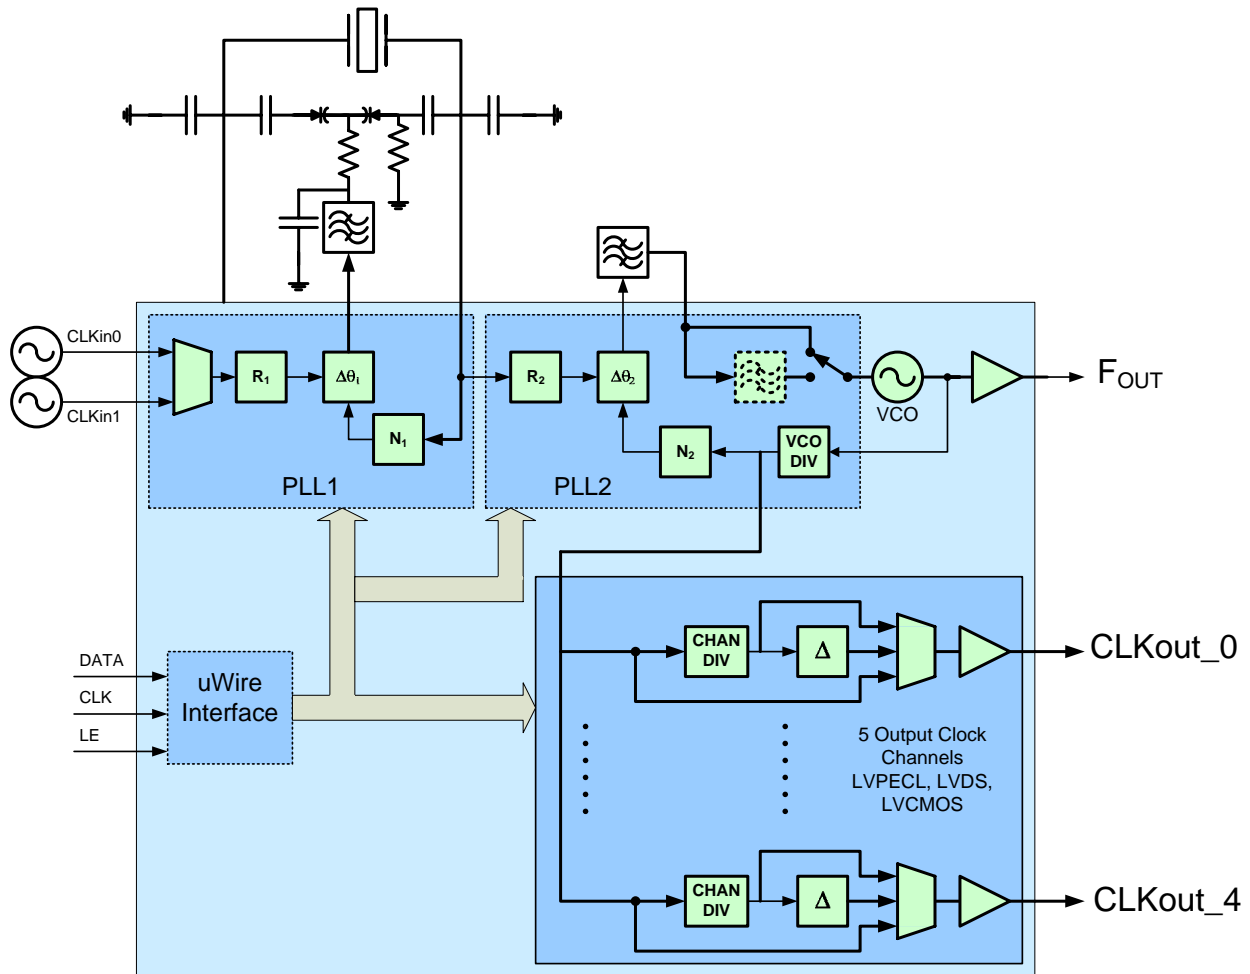 CLKin0
CLKin1
R1
Δθ1
N1
PLL1
R2
Δθ2
N2
VCO
DIV
PLL2
VCO
FOUT
DATA
CLK
LE
uWire
Interface
CHAN
DIV
Δ
CLKout_0
5 Output Clock
Channels
LVPECL, LVDS,
LVCMOS
CHAN
DIV
Δ
CLKout_4